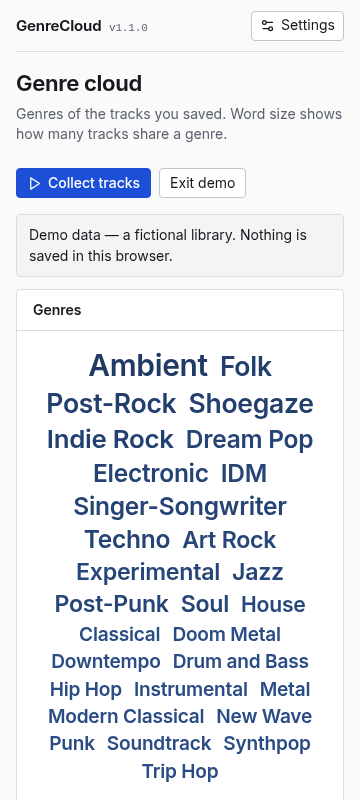 GenreCloud v1.1.0
Settings
Genre cloud
Genres of the tracks you saved. Word size shows
how many tracks share a genre.
Collect tracks
Exit demo
Demo data — a fictional library. Nothing is
saved in this browser.
Genres
Ambient Folk
Post-Rock Shoegaze
Indie Rock Dream Pop
Electronic IDM
Singer-Songwriter
Techno Art Rock
Experimental Jazz
Post-Punk Soul House
Classical Doom Metal
Downtempo Drum and Bass
Hip Hop Instrumental Metal
Modern Classical New Wave
Punk Soundtrack Synthpop
Trip Hop